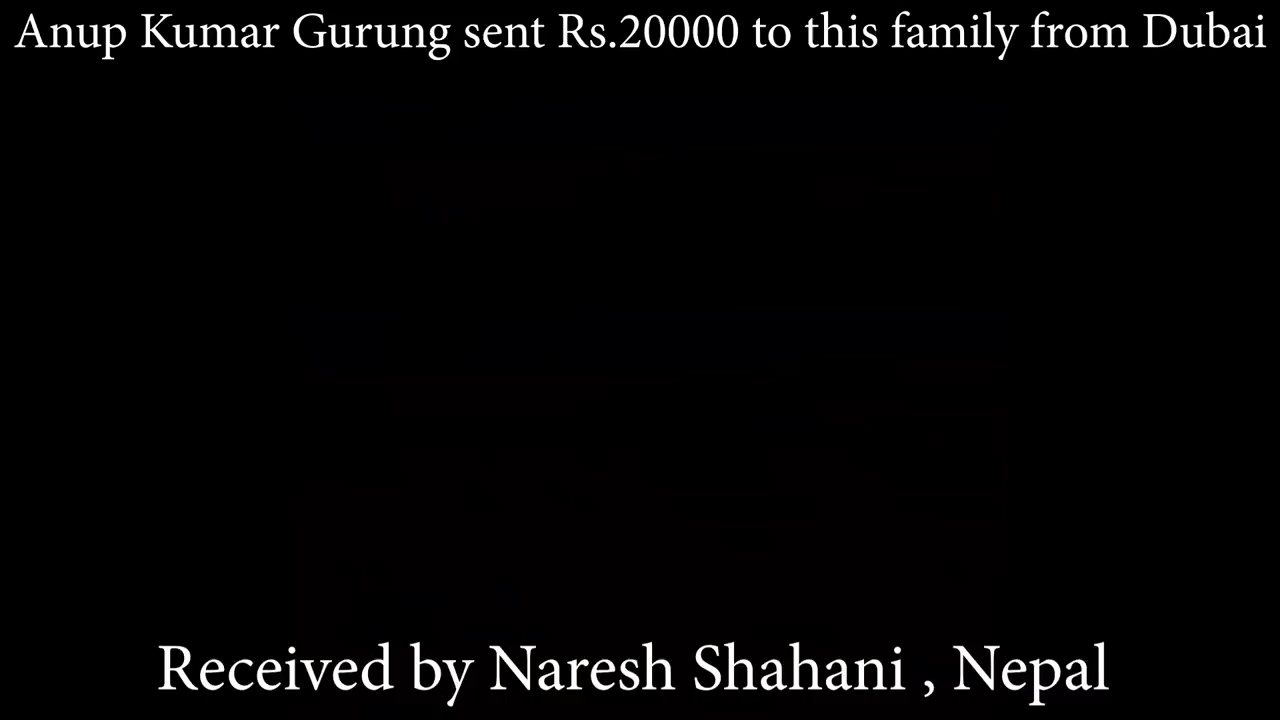 Anup Kumar Gurung sent Rs.20000 to this family from Dubai
Received by Naresh Shahani , Nepal